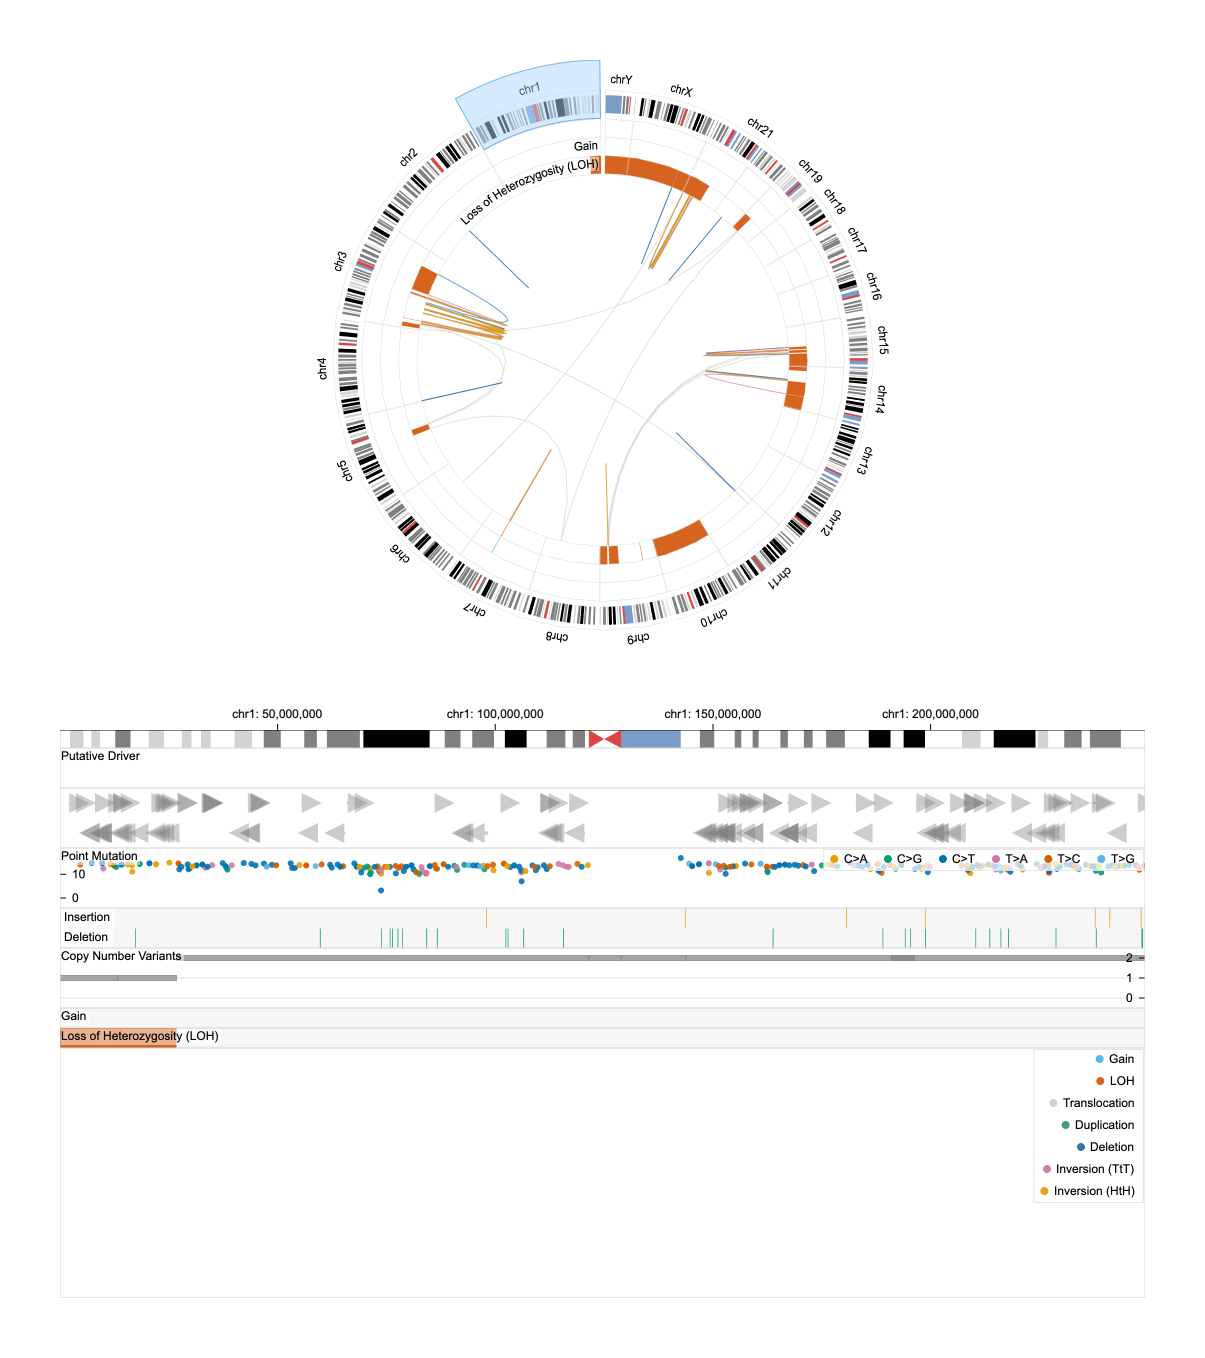 chr1
chrY
chrX
chr21
chr19
chr18
chr17
chr16
chr15
chr14
chr13
chr12
chr11
chr10
chr9
chr8
chr7
chr6
chr5
chr4
chr3
chr2
Gain
Loss of Heterozygosity (LOH)
chr1: 50,000,000 chr1: 100,000,000 chr1: 150,000,000 chr1: 200,000,000
Putative Driver
Point Mutation
C>A C>G C>T T>A T>C T>G
10
0
Insertion
Deletion
Copy Number Variants
2
1
0
Gain
Loss of Heterozygosity (LOH)
Gain
LOH
Translocation
Duplication
Deletion
Inversion (TtT)
Inversion (HtH)